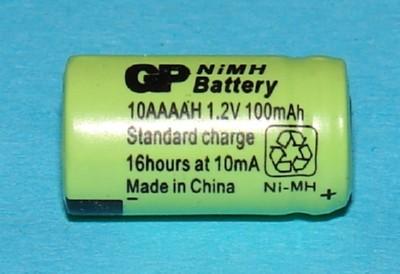 GP NiMH
Battery
10AAAAH 1.2V 100mAh
Standard charge
16hours at 10mA
Made in China
Ni-MH
- +